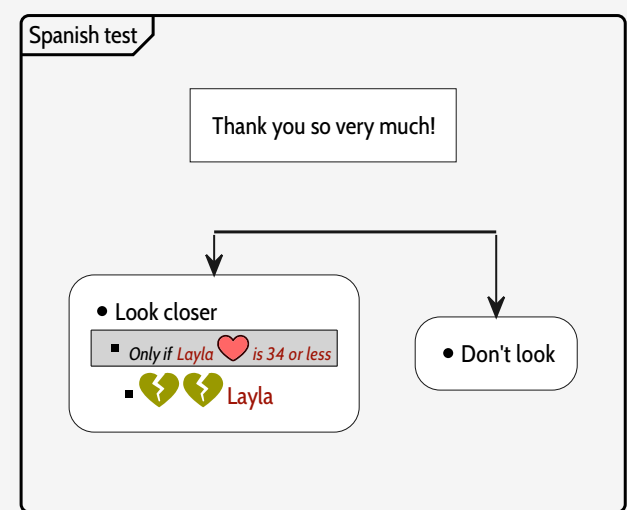 Spanish test
Thank you so very much!
Look closer
Only if Layla is 34 or less
Layla
Don't look